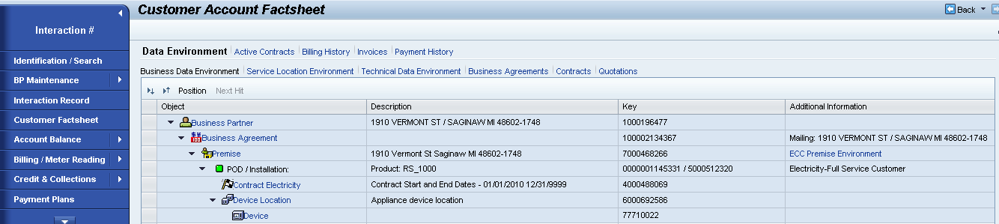 Customer Account Factsheet
Back
Interaction #
Identification / Search
BP Maintenance
Interaction Record
Customer Factsheet
Account Balance
Billing / Meter Reading
Credit & Collections
Payment Plans
Data Environment Active Contracts Billing History Invoices Payment History
Business Data Environment Service Location Environment Technical Data Environment Business Agreements Contracts Quotations
Position Next Hit
Object Description Key Additional Information
Business Partner 1910 VERMONT ST / SAGINAW MI 48602-1748 1000196477
Business Agreement 100002134367 Mailing: 1910 VERMONT ST / SAGINAW MI 48602-1748
Premise 1910 Vermont St Saginaw MI 48602-1748 7000468266 ECC Premise Environment
POD / Installation: Product: RS_1000 0000001145331 / 5000512320 Electricity-Full Service Customer
Contract Electricity Contract Start and End Dates - 01/01/2010 12/31/9999 4000488069
Device Location Appliance device location 6000692586
Device 77710022